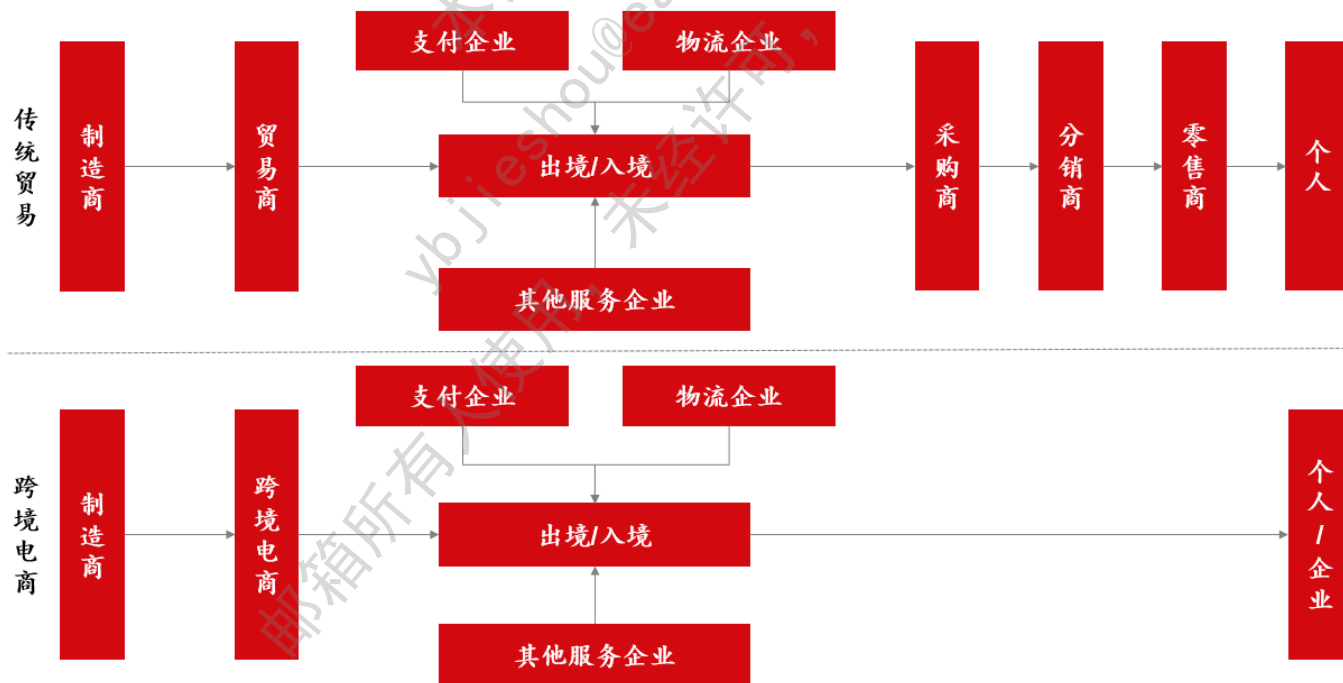 传统贸易
制造商
贸易商
支付企业
物流企业
出境/入境
其他服务企业
采购商
分销商
零售商
个人
跨境电商
制造商
跨境电商
支付企业
物流企业
出境/入境
其他服务企业
个人/企业
ybjieshou@ea
邮箱所有人使用，未经许可，